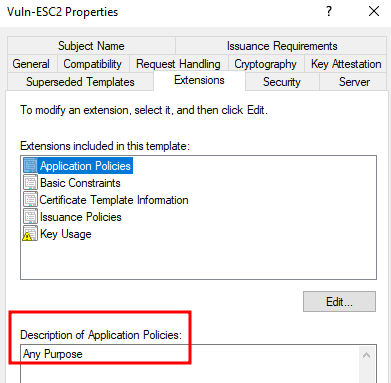 Vuln-ESC2 Properties
?
×
Subject Name
Issuance Requirements
General
Compatibility
Request Handling
Cryptography
Key Attestation
Superseded Templates
Extensions
Security
Server
To modify an extension, select it, and then click Edit.
Extensions included in this template:
Application Policies
Basic Constraints
Certificate Template Information
Issuance Policies
Key Usage
Edit...
Description of Application Policies:
Any Purpose